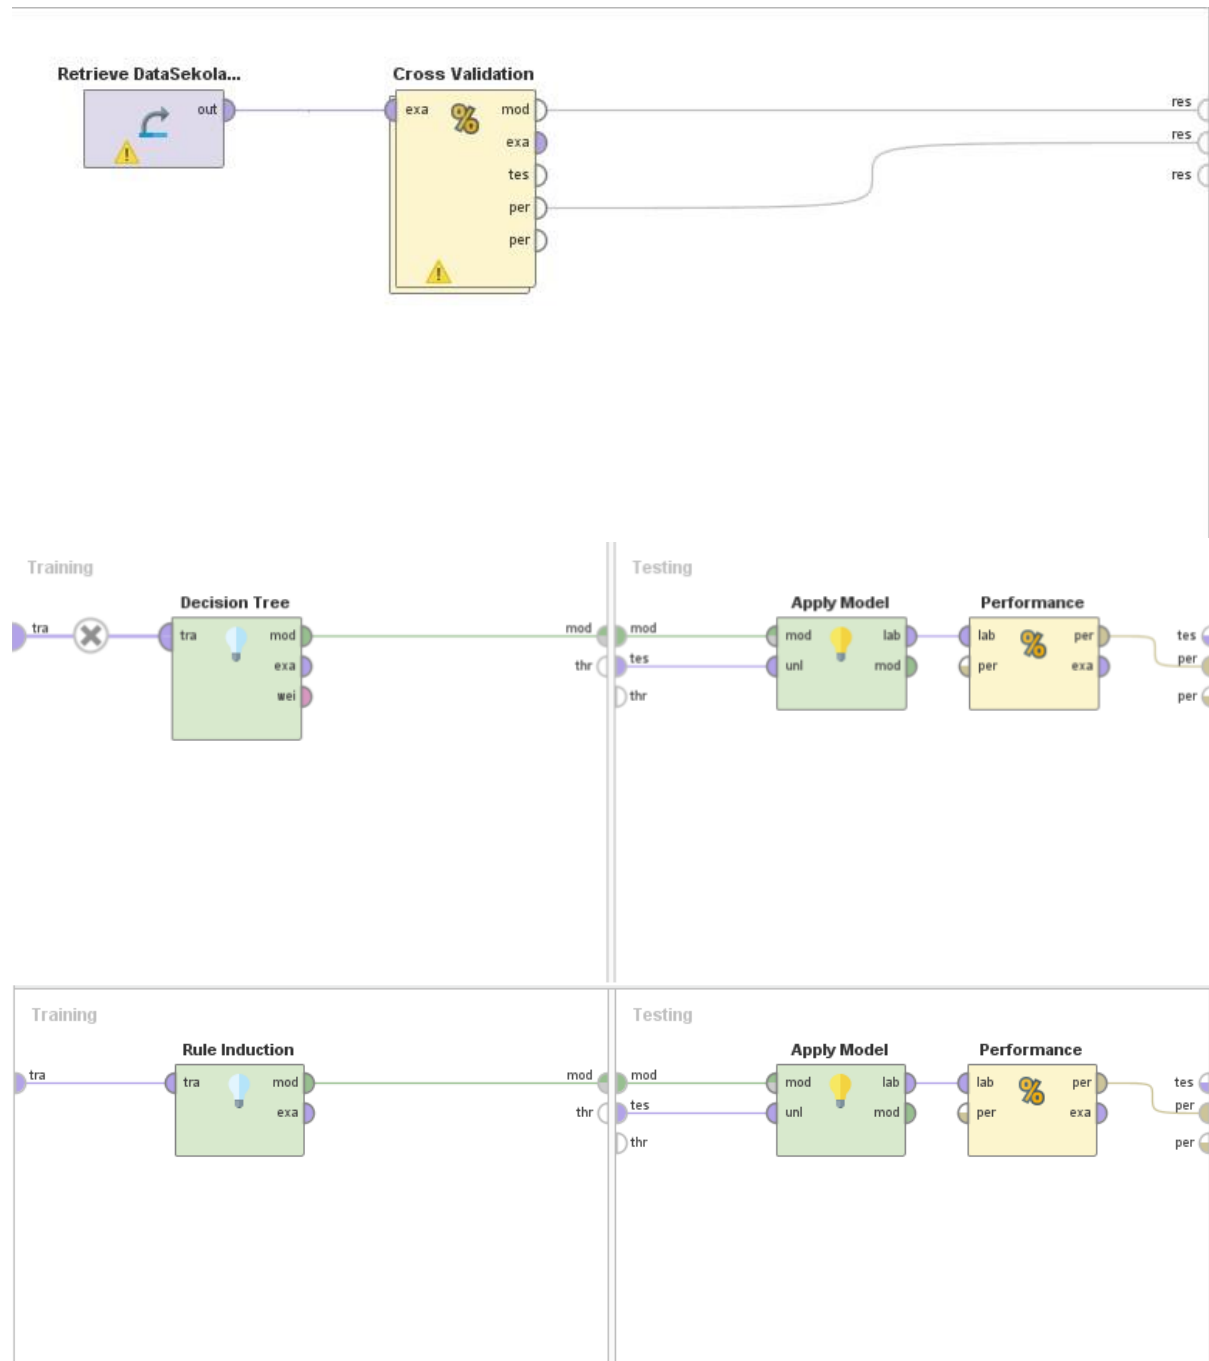 Retrieve DataSekola...
out
Cross Validation
exa mod
exa
tes
per
per
res
res
res
Training
Decision Tree
tra
tra mod
exa
wei
mod
thr
Testing
mod
tes
thr
Apply Model
mod lab
unl mod
Performance
lab per
per exa
tes
per
per
Training
Rule Induction
tra
tra mod
exa
mod
thr
Testing
mod
tes
thr
Apply Model
mod lab
unl mod
Performance
lab per
per exa
tes
per
per